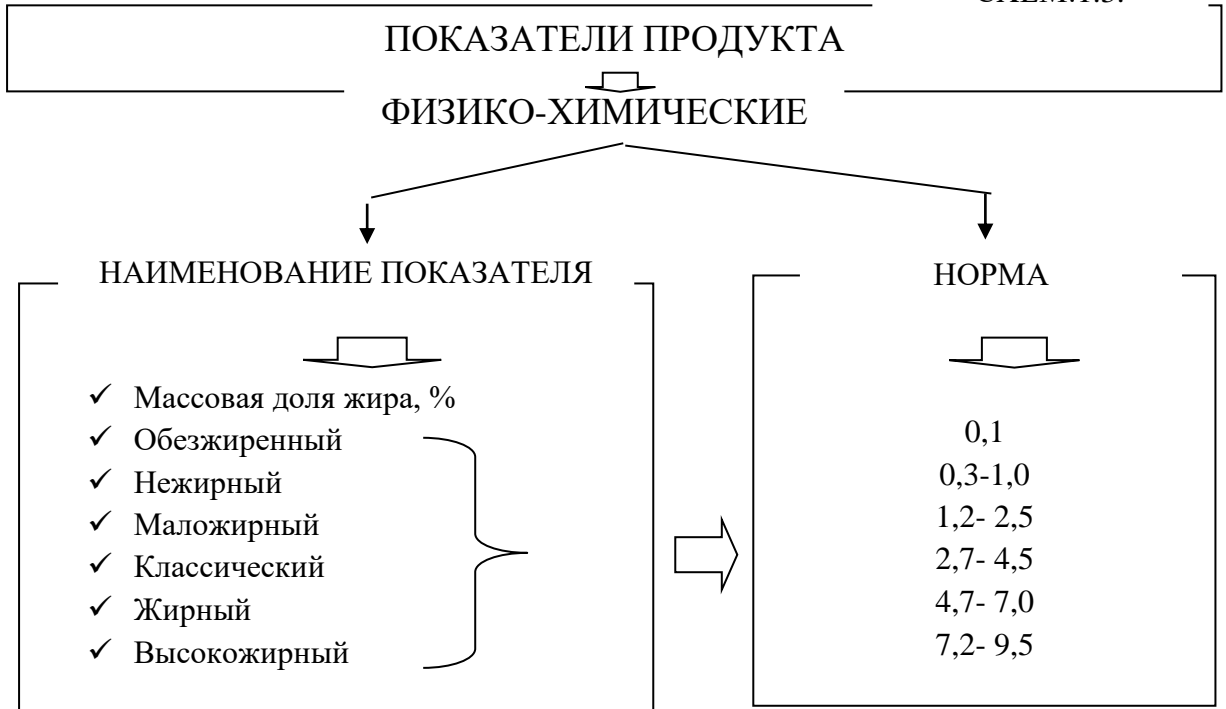 ПОКАЗАТЕЛИ ПРОДУКТА
ФИЗИКО-ХИМИЧЕСКИЕ
НАИМЕНОВАНИЕ ПОКАЗАТЕЛЯ
✓ Массовая доля жира, %
✓ Обезжиренный
✓ Нежирный
✓ Маложирный
✓ Классический
✓ Жирный
✓ Высокожирный
НОРМА
0,1
0,3-1,0
1,2- 2,5
2,7- 4,5
4,7- 7,0
7,2- 9,5